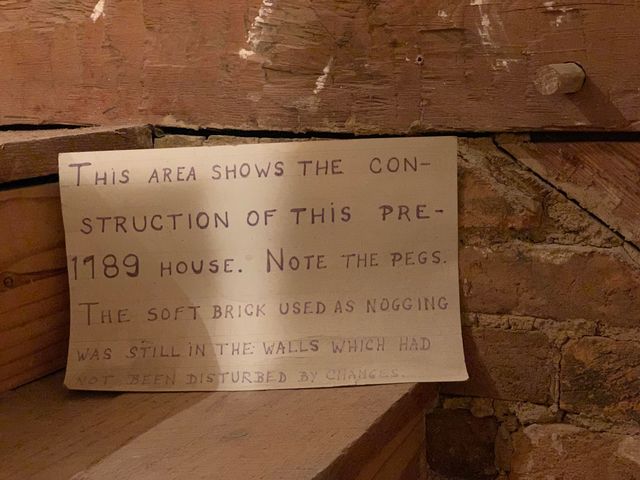 THIS AREA SHOWS THE CON-
STRUCTION OF THIS PRE-
1789 HOUSE. NOTE THE PEGS.
THE SOFT BRICK USED AS NOGGING
WAS STILL IN THE WALLS WHICH HAD
NOT BEEN DISTURBED BY CHANGES.